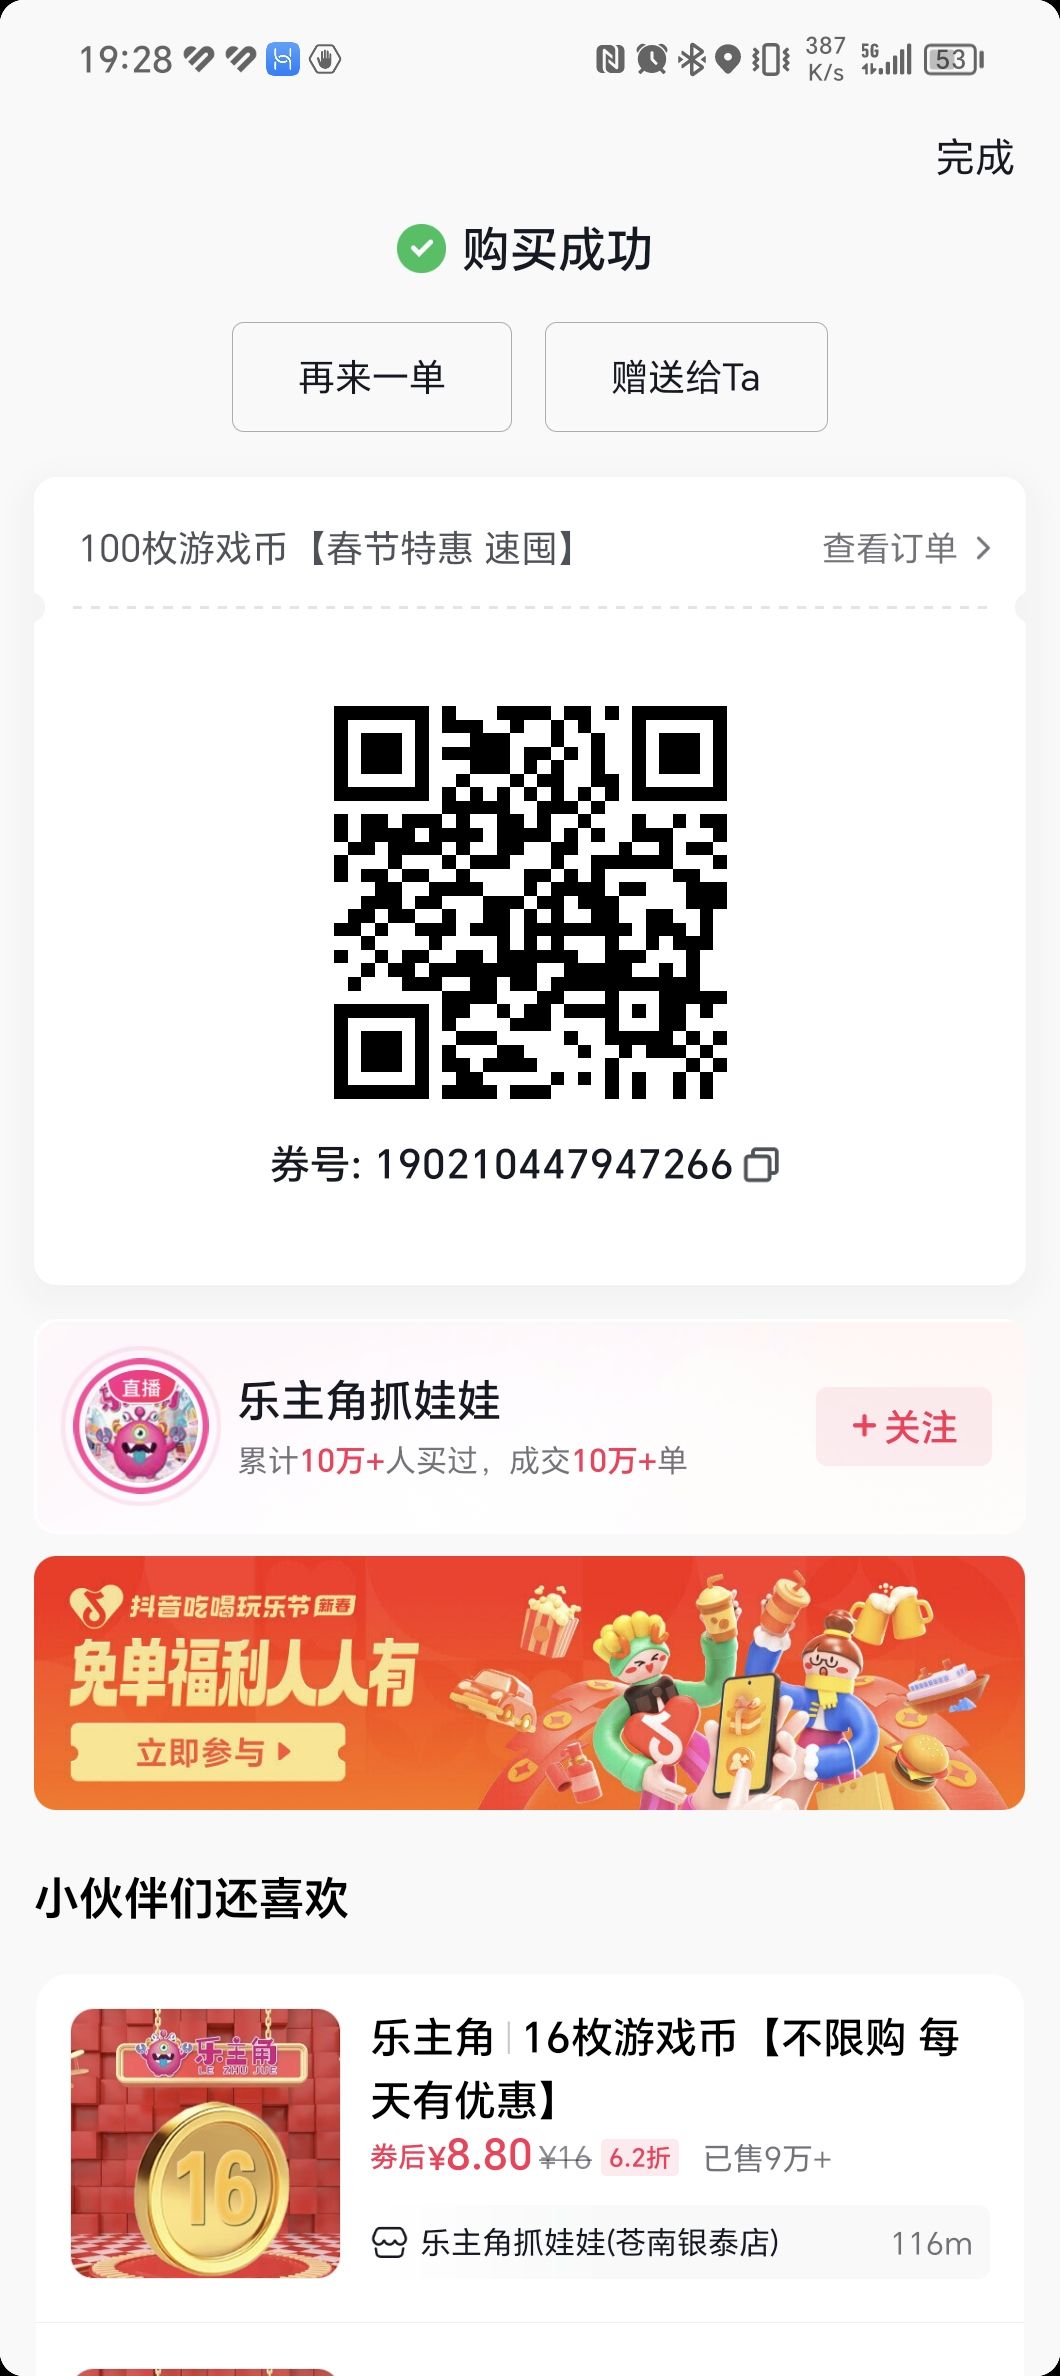 19:28
387
K/s
5G
53
完成
购买成功
再来一单
赠送给Ta
100枚游戏币【春节特惠 速囤】
查看订单
券号: 190210447947266
直播
乐主角抓娃娃
累计10万+人买过，成交10万+单
+关注
抖音吃喝玩乐节 新春
免单福利人人有
立即参与
小伙伴们还喜欢
乐主角
LE ZHU JUE
16
乐主角 | 16枚游戏币【不限购 每
天有优惠】
券后¥8.80 ¥16 6.2折 已售9万+
乐主角抓娃娃(苍南银泰店)
116m